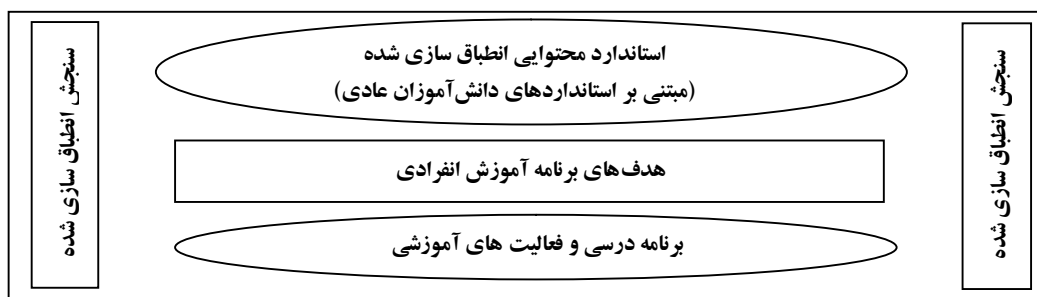 سنجش انطباق سازی شده
استاندارد محتوایی انطباق سازی شده
(مبتنی بر استانداردهای دانش‌آموزان عادی)
هدف‌های برنامه آموزش انفرادی
برنامه درسی و فعالیت های آموزشی
سنجش انطباق سازی شده